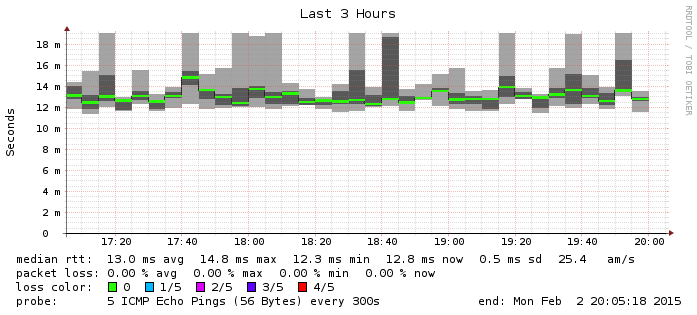 Last 3 Hours
RRDTOOL / TOBI OETIKER
Seconds
18 m
16 m
14 m
12 m
10 m
8 m
6 m
4 m
2 m
0
17:20 17:40 18:00 18:20 18:40 19:00 19:20 19:40 20:00
median rtt: 13.0 ms avg 14.8 ms max 12.3 ms min 12.8 ms now 0.5 ms sd 25.4 am/s
packet loss: 0.00 % avg 0.00 % max 0.00 % min 0.00 % now
loss color: 0 1/5 2/5 3/5 4/5
probe: 5 ICMP Echo Pings (56 Bytes) every 300s end: Mon Feb 2 20:05:18 2015